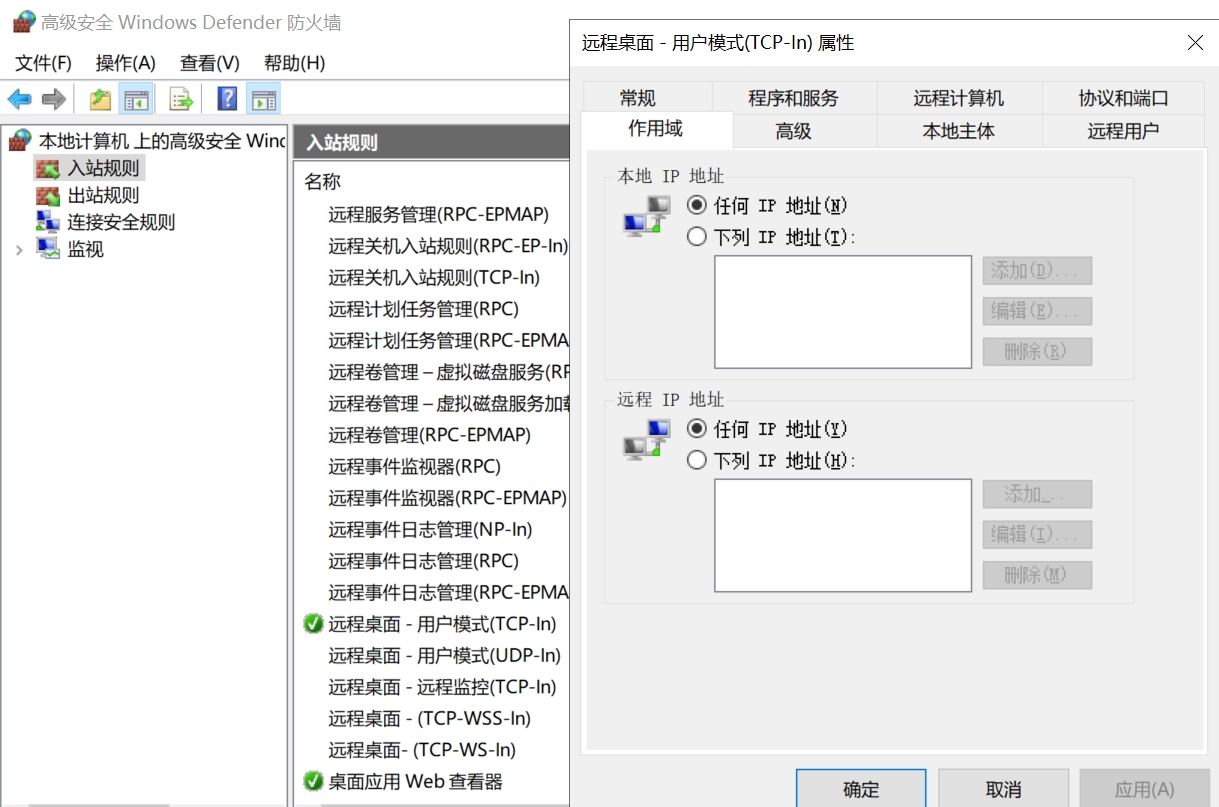 高级安全 Windows Defender 防火墙
文件(F) 操作(A) 查看(V) 帮助(H)
本地计算机 上的高级安全 Wind
入站规则
出站规则
连接安全规则
监视
入站规则
名称
远程服务管理(RPC-EPMAP)
远程关机入站规则(RPC-EP-In)
远程关机入站规则(TCP-In)
远程计划任务管理(RPC)
远程计划任务管理(RPC-EPMA
远程卷管理 – 虚拟磁盘服务(RP
远程卷管理 – 虚拟磁盘服务加载
远程卷管理(RPC-EPMAP)
远程事件监视器(RPC)
远程事件监视器(RPC-EPMAP)
远程事件日志管理(NP-In)
远程事件日志管理(RPC)
远程事件日志管理(RPC-EPMA
远程桌面 - 用户模式(TCP-In)
远程桌面 - 用户模式(UDP-In)
远程桌面 - 远程监控(TCP-In)
远程桌面 - (TCP-WSS-In)
远程桌面- (TCP-WS-In)
桌面应用 Web 查看器
远程桌面 - 用户模式(TCP-In) 属性
常规 程序和服务 远程计算机 协议和端口
作用域 高级 本地主体 远程用户
本地 IP 地址
任何 IP 地址(N)
下列 IP 地址(T):
添加(D)...
编辑(E)...
删除(R)
远程 IP 地址
任何 IP 地址(Y)
下列 IP 地址(H):
添加...
编辑(I)...
删除(M)
确定 取消 应用(A)